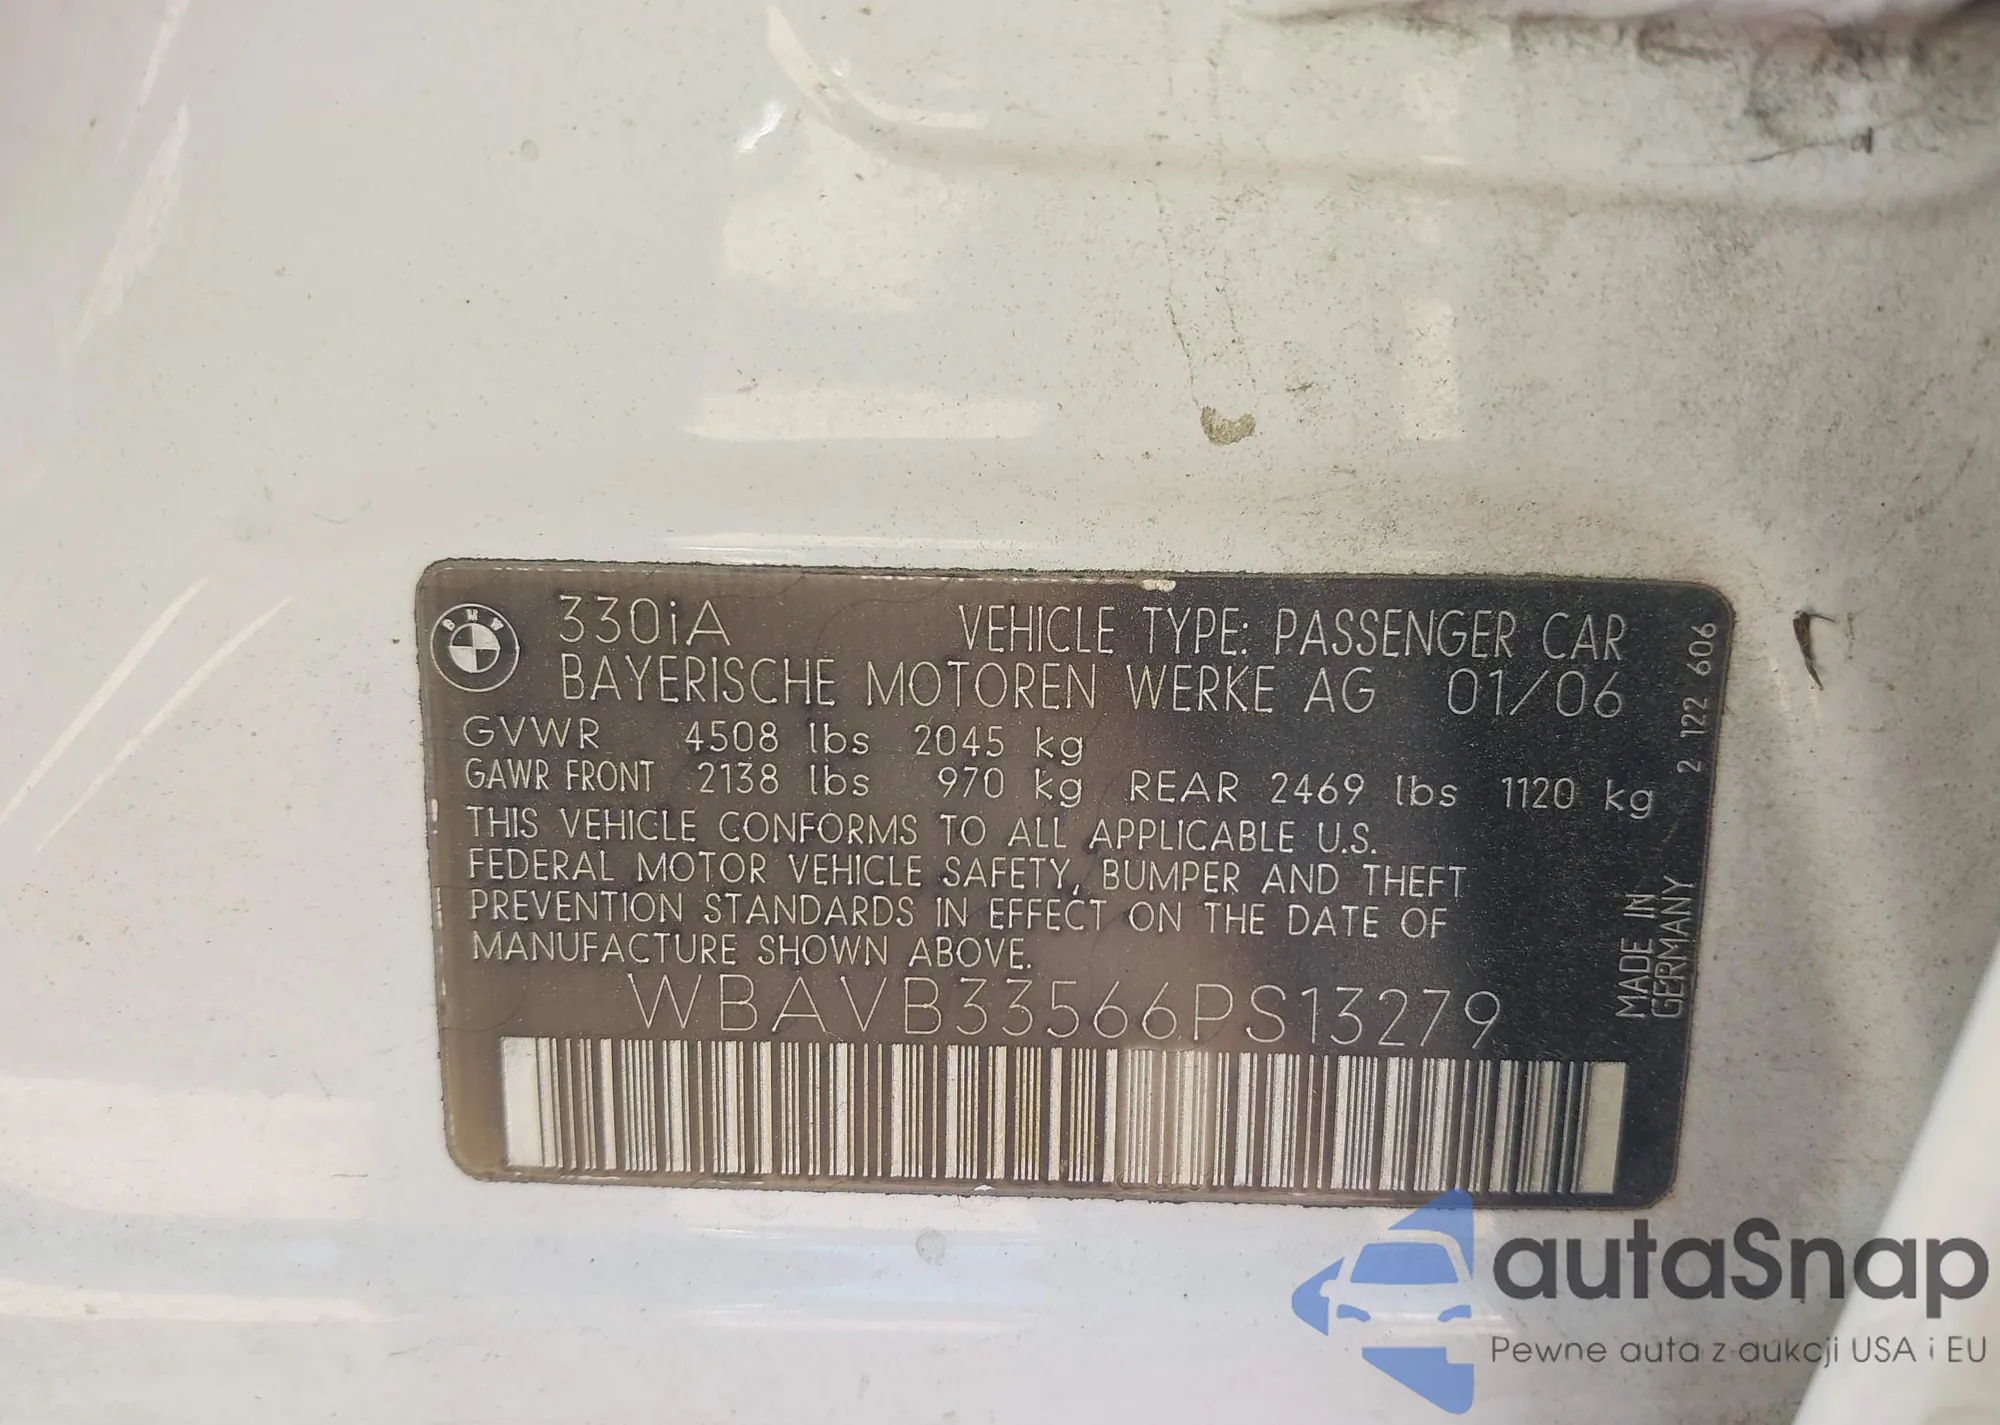 BMW
330iA VEHICLE TYPE: PASSENGER CAR
BAYERISCHE MOTOREN WERKE AG 01/06
GVWR 4508 lbs 2045 kg
GAWR FRONT 2138 lbs 970 kg REAR 2469 lbs 1120 kg
THIS VEHICLE CONFORMS TO ALL APPLICABLE U.S.
FEDERAL MOTOR VEHICLE SAFETY, BUMPER AND THEFT
PREVENTION STANDARDS IN EFFECT ON THE DATE OF
MANUFACTURE SHOWN ABOVE.
WBAVB33566PS13279
2 122 606
MADE IN
GERMANY
autaSnap
Pewne auta z aukcji USA i EU